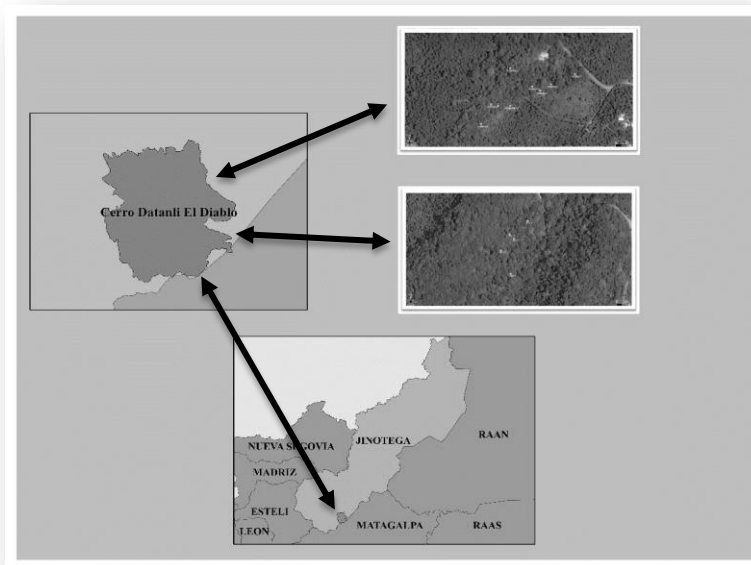 Cerro Datanli El Diablo
NUEVA SEGOVIA
JINOTEGA
RAAN
MADRIZ
ESTELI
LEON
MATAGALPA
RAAS